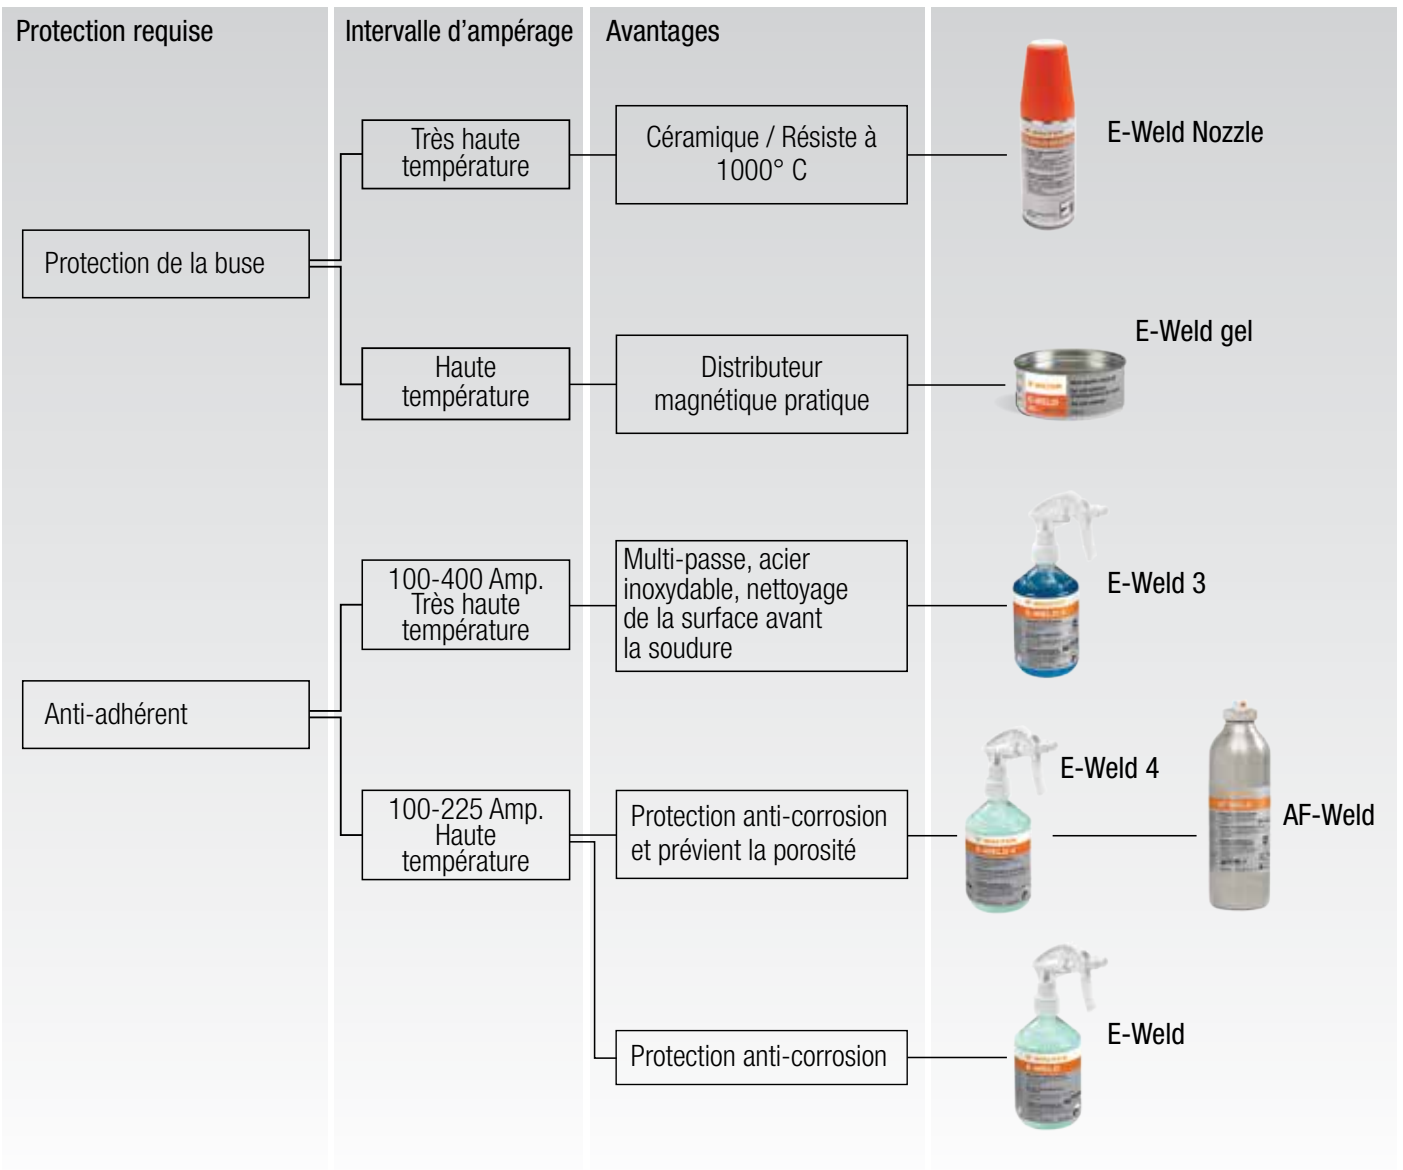 Protection requise
Intervalle d’ampérage
Avantages
Très haute
température
Céramique / Résiste à
1000° C
E-Weld Nozzle
Protection de la buse
Haute
température
Distributeur
magnétique pratique
E-Weld gel
100-400 Amp.
Très haute
température
Multi-passe, acier
inoxydable, nettoyage
de la surface avant
la soudure
E-Weld 3
Anti-adhérent
100-225 Amp.
Haute
température
Protection anti-corrosion
et prévient la porosité
E-Weld 4
AF-Weld
Protection anti-corrosion
E-Weld